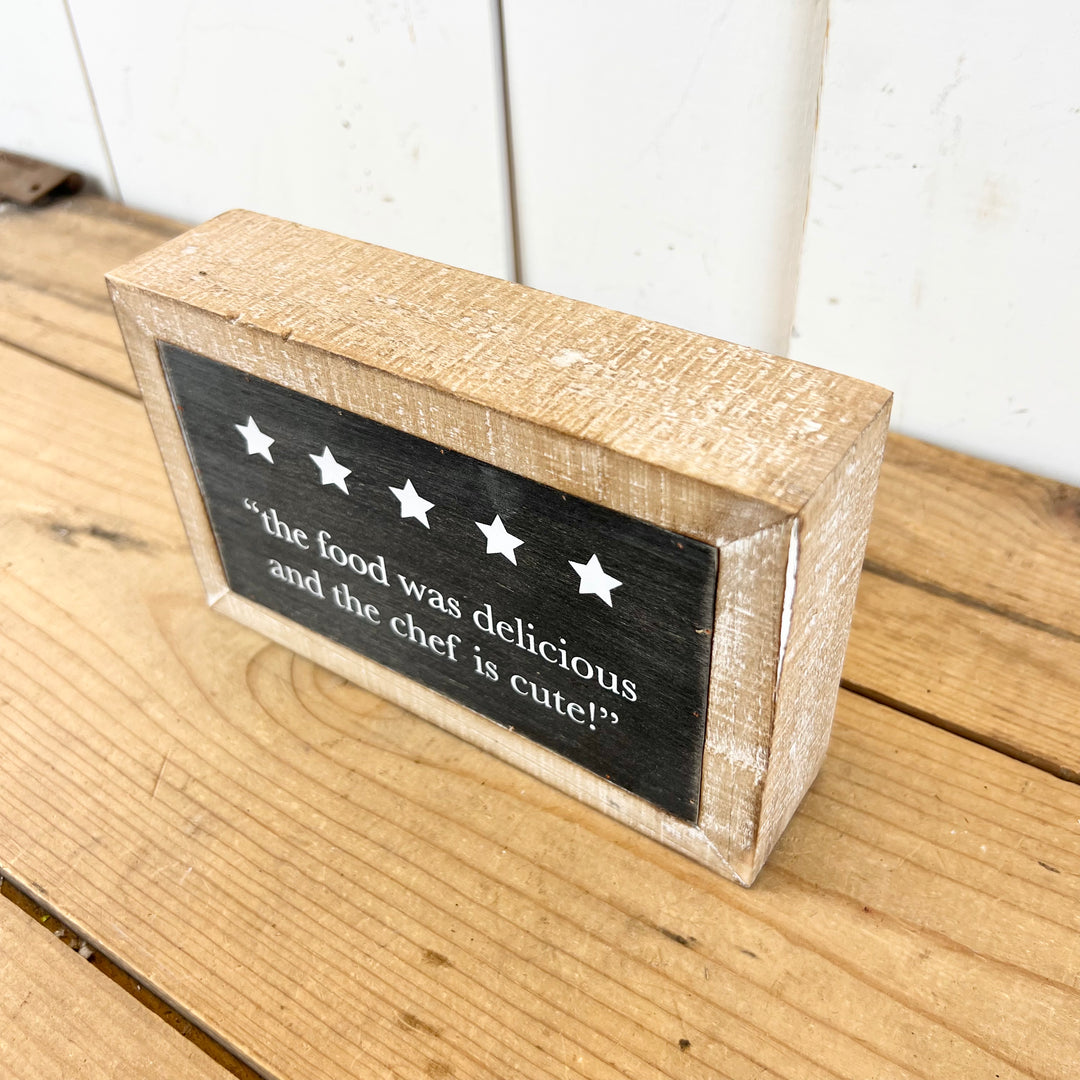 “the food was delicious
and the chef is cute!”